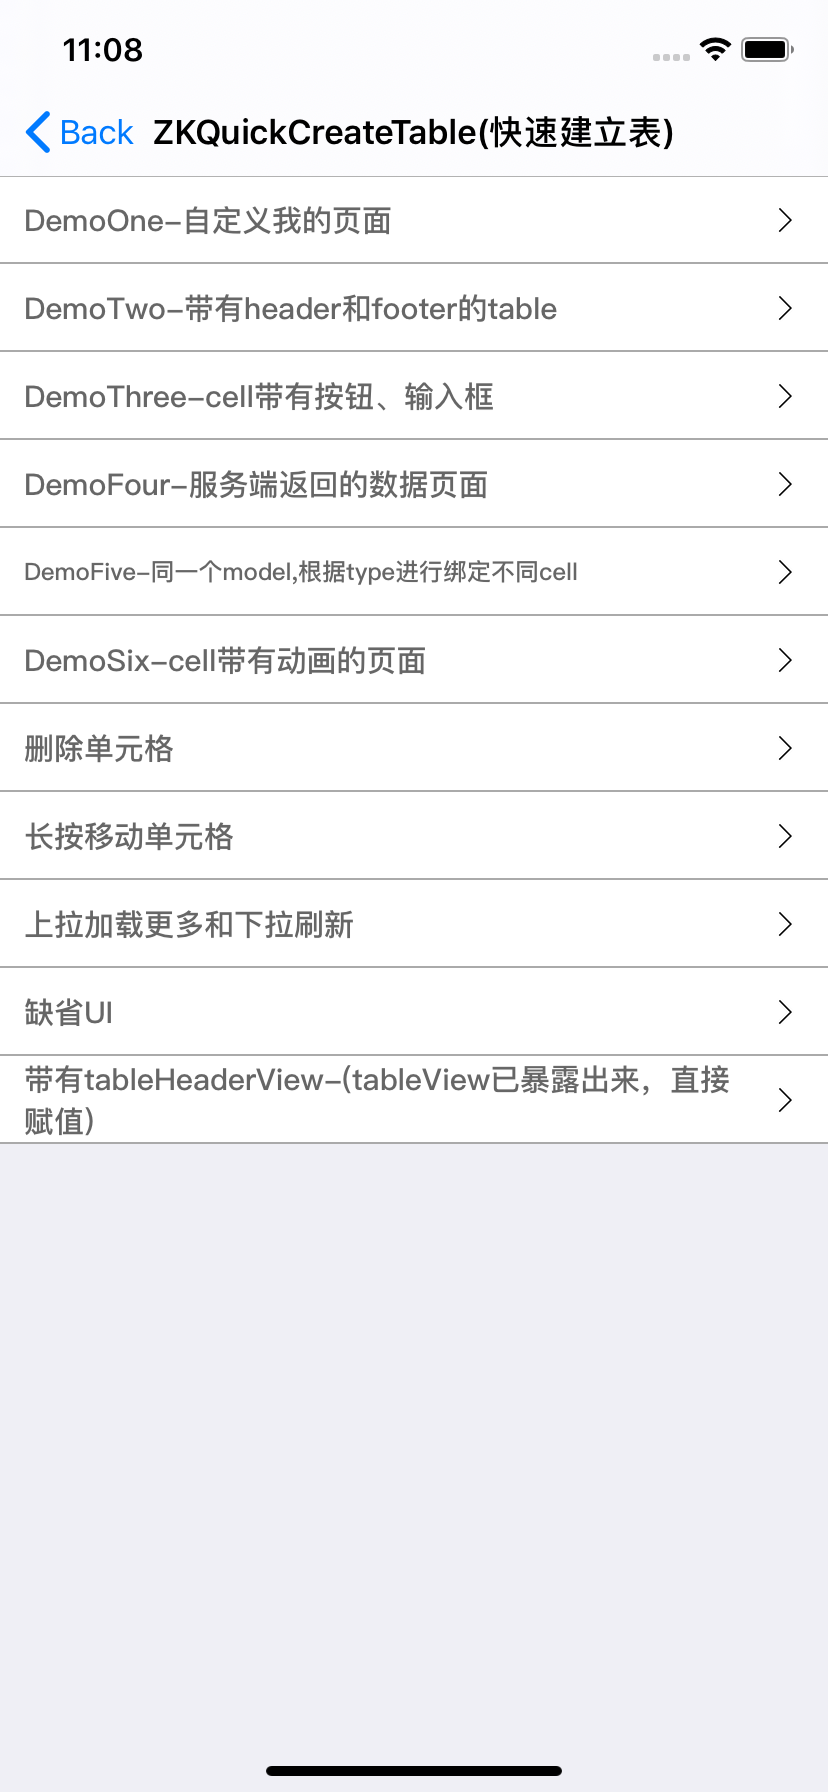 11:08
Back ZKQuickCreateTable(快速建立表)
DemoOne-自定义我的页面
DemoTwo-带有header和footer的table
DemoThree-cell带有按钮、输入框
DemoFour-服务端返回的数据页面
DemoFive-同一个model,根据type进行绑定不同cell
DemoSix-cell带有动画的页面
删除单元格
长按移动单元格
上拉加载更多和下拉刷新
缺省UI
带有tableHeaderView-(tableView已暴露出来，直接
赋值)